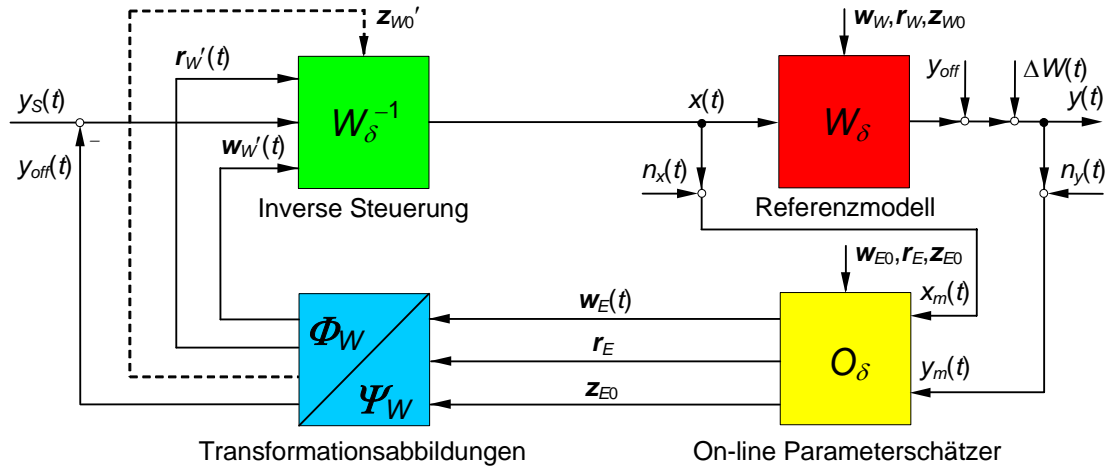 z_W0′
w_W, r_W, z_W0
r_W′(t)
y_off
ΔW(t)
y_S(t)
W_δ^−1
x(t)
W_δ
y(t)
−
y_off(t)
w_W′(t)
n_x(t)
n_y(t)
Inverse Steuerung
Referenzmodell
w_E0, r_E, z_E0
w_E(t)
x_m(t)
Φ_W
r_E
O_δ
y_m(t)
Ψ_W
z_E0
Transformationsabbildungen
On-line Parameterschätzer